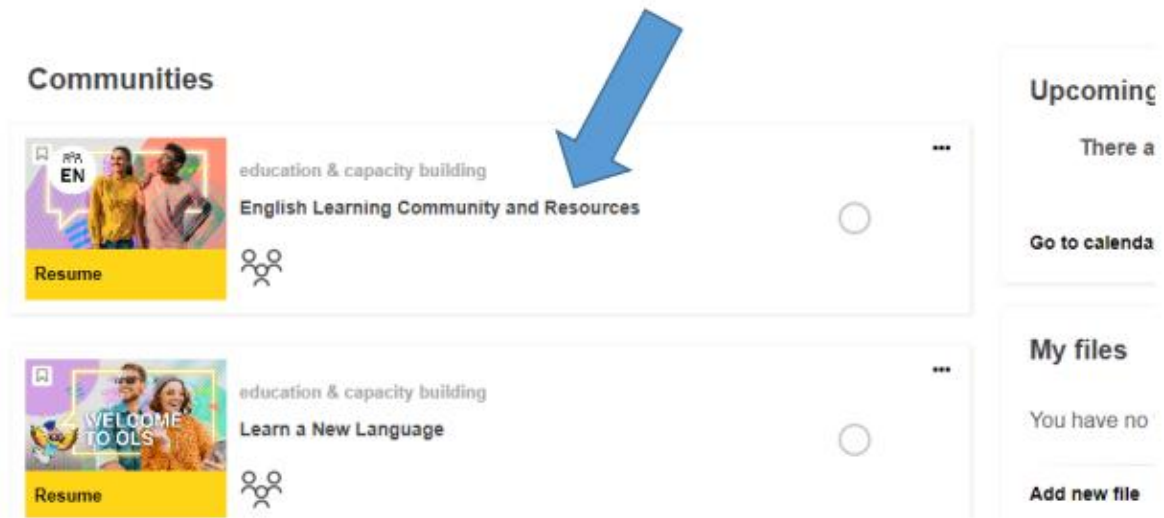 Communities
EN
education & capacity building
English Learning Community and Resources
Resume
WELCOME
TO OLS
education & capacity building
Learn a New Language
Resume
Upcoming
There a
Go to calenda
My files
You have no
Add new file